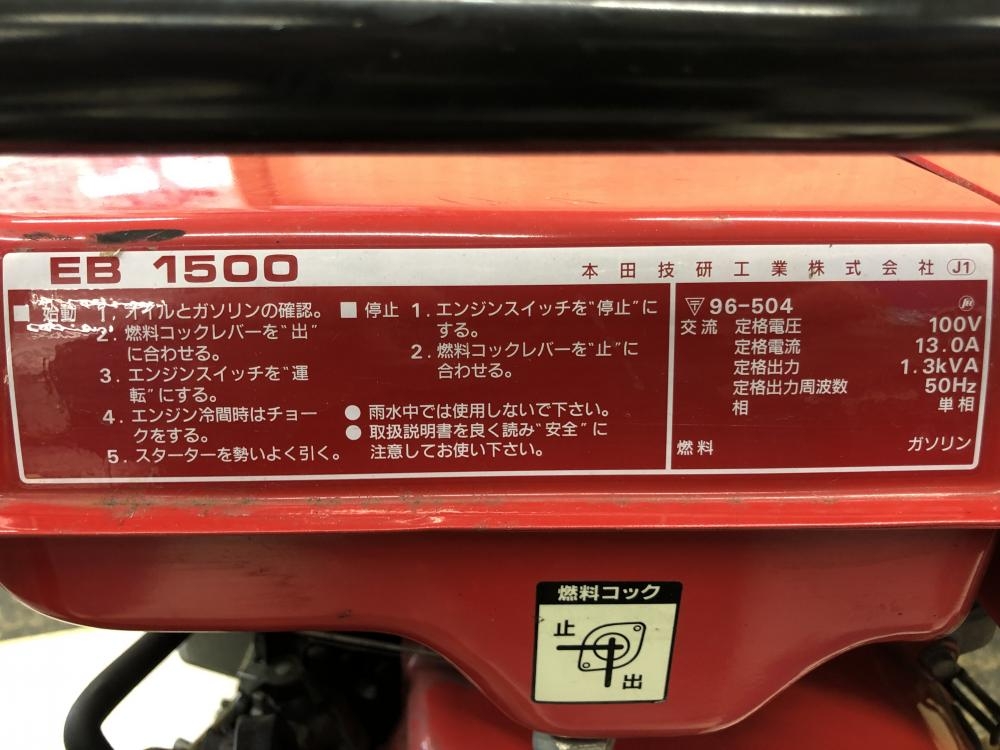 EB 1500
本田技研工業株式会社 J1
■ 始動 1. オイルとガソリンの確認。
2. 燃料コックレバーを"出"
に合わせる。
3. エンジンスイッチを"運
転"にする。
4. エンジン冷間時はチョー
クをする。
5. スターターを勢いよく引く。
■ 停止 1. エンジンスイッチを"停止"に
する。
2. 燃料コックレバーを"止"に
合わせる。
● 雨水中では使用しないで下さい。
● 取扱説明書を良く読み"安全"に
注意してお使い下さい。
96-504
交流 定格電圧 100V
定格電流 13.0A
定格出力 1.3kVA
定格出力周波数 50Hz
相 単相
燃料 ガソリン
燃料コック
止
出